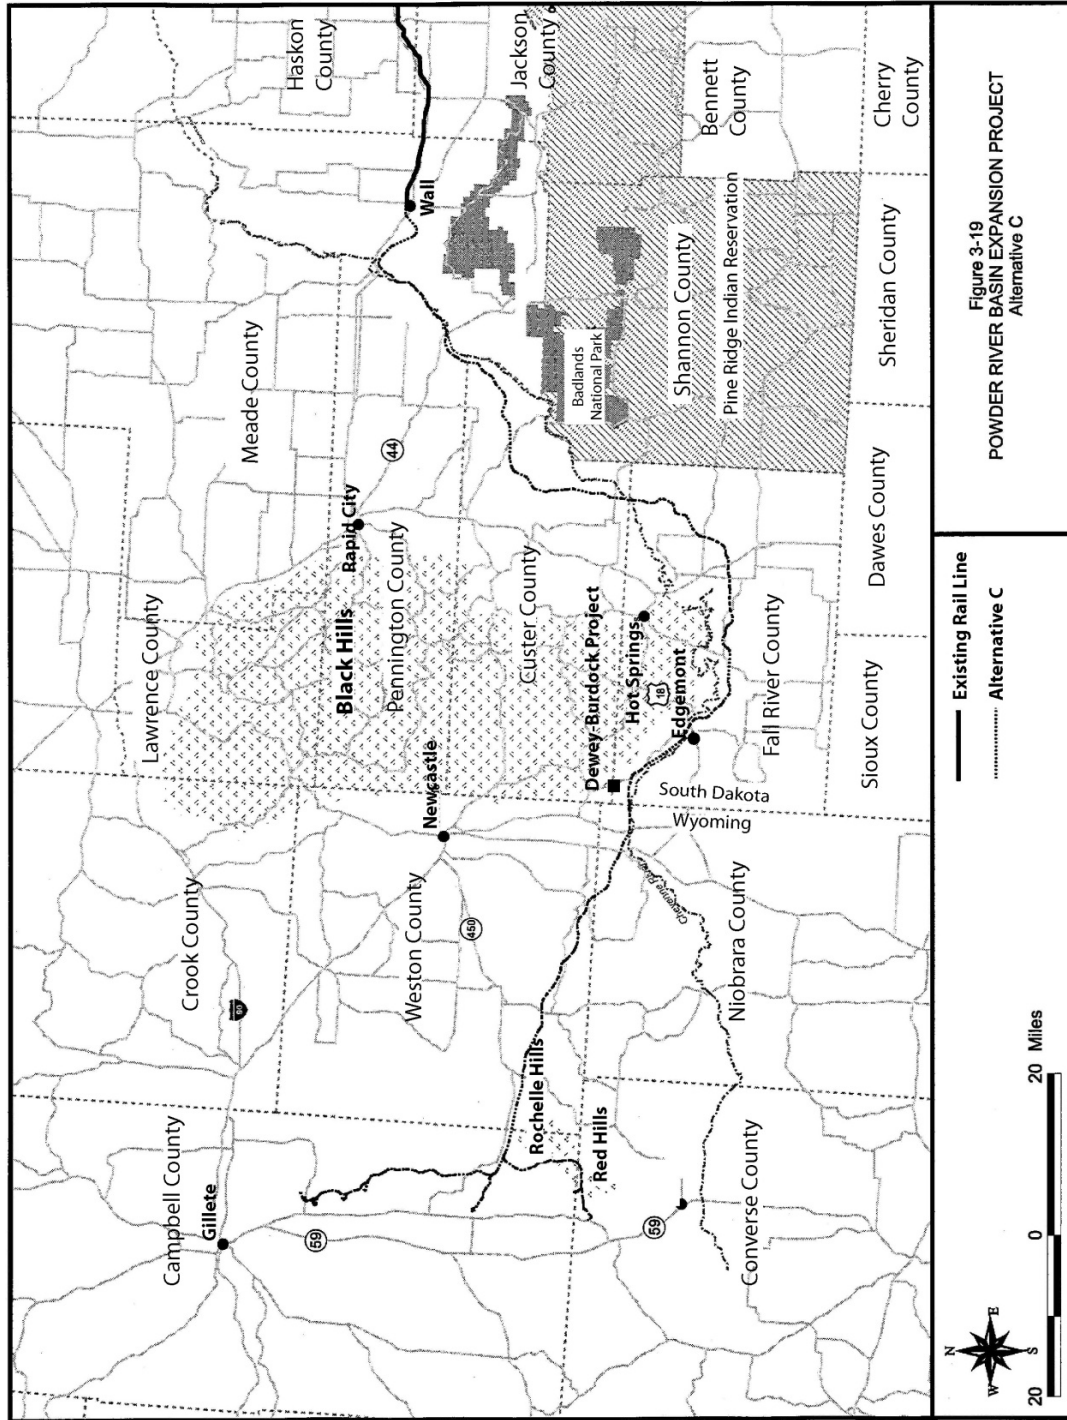 Campbell County
Gillete
59
Crook County
90
Lawrence County
Meade County
Haskon
County
Black Hills
Rapid City
44
Pennington County
Wall
Newcastle
Weston County
450
Custer County
Jackson
County
Rochelle Hills
Red Hills
Dewey-Burdock Project
Hot Springs
18
Edgemont
Badlands
National Park
Shannon County
Pine Ridge Indian Reservation
Bennett
County
South Dakota
Wyoming
Cheyenne River
59
Converse County
Niobrara County
Fall River County
Sioux County
Dawes County
Sheridan County
Cherry
County
N
W
E
S
20
0
20 Miles
Existing Rail Line
Alternative C
Figure 3-19
POWDER RIVER BASIN EXPANSION PROJECT
Alternative C